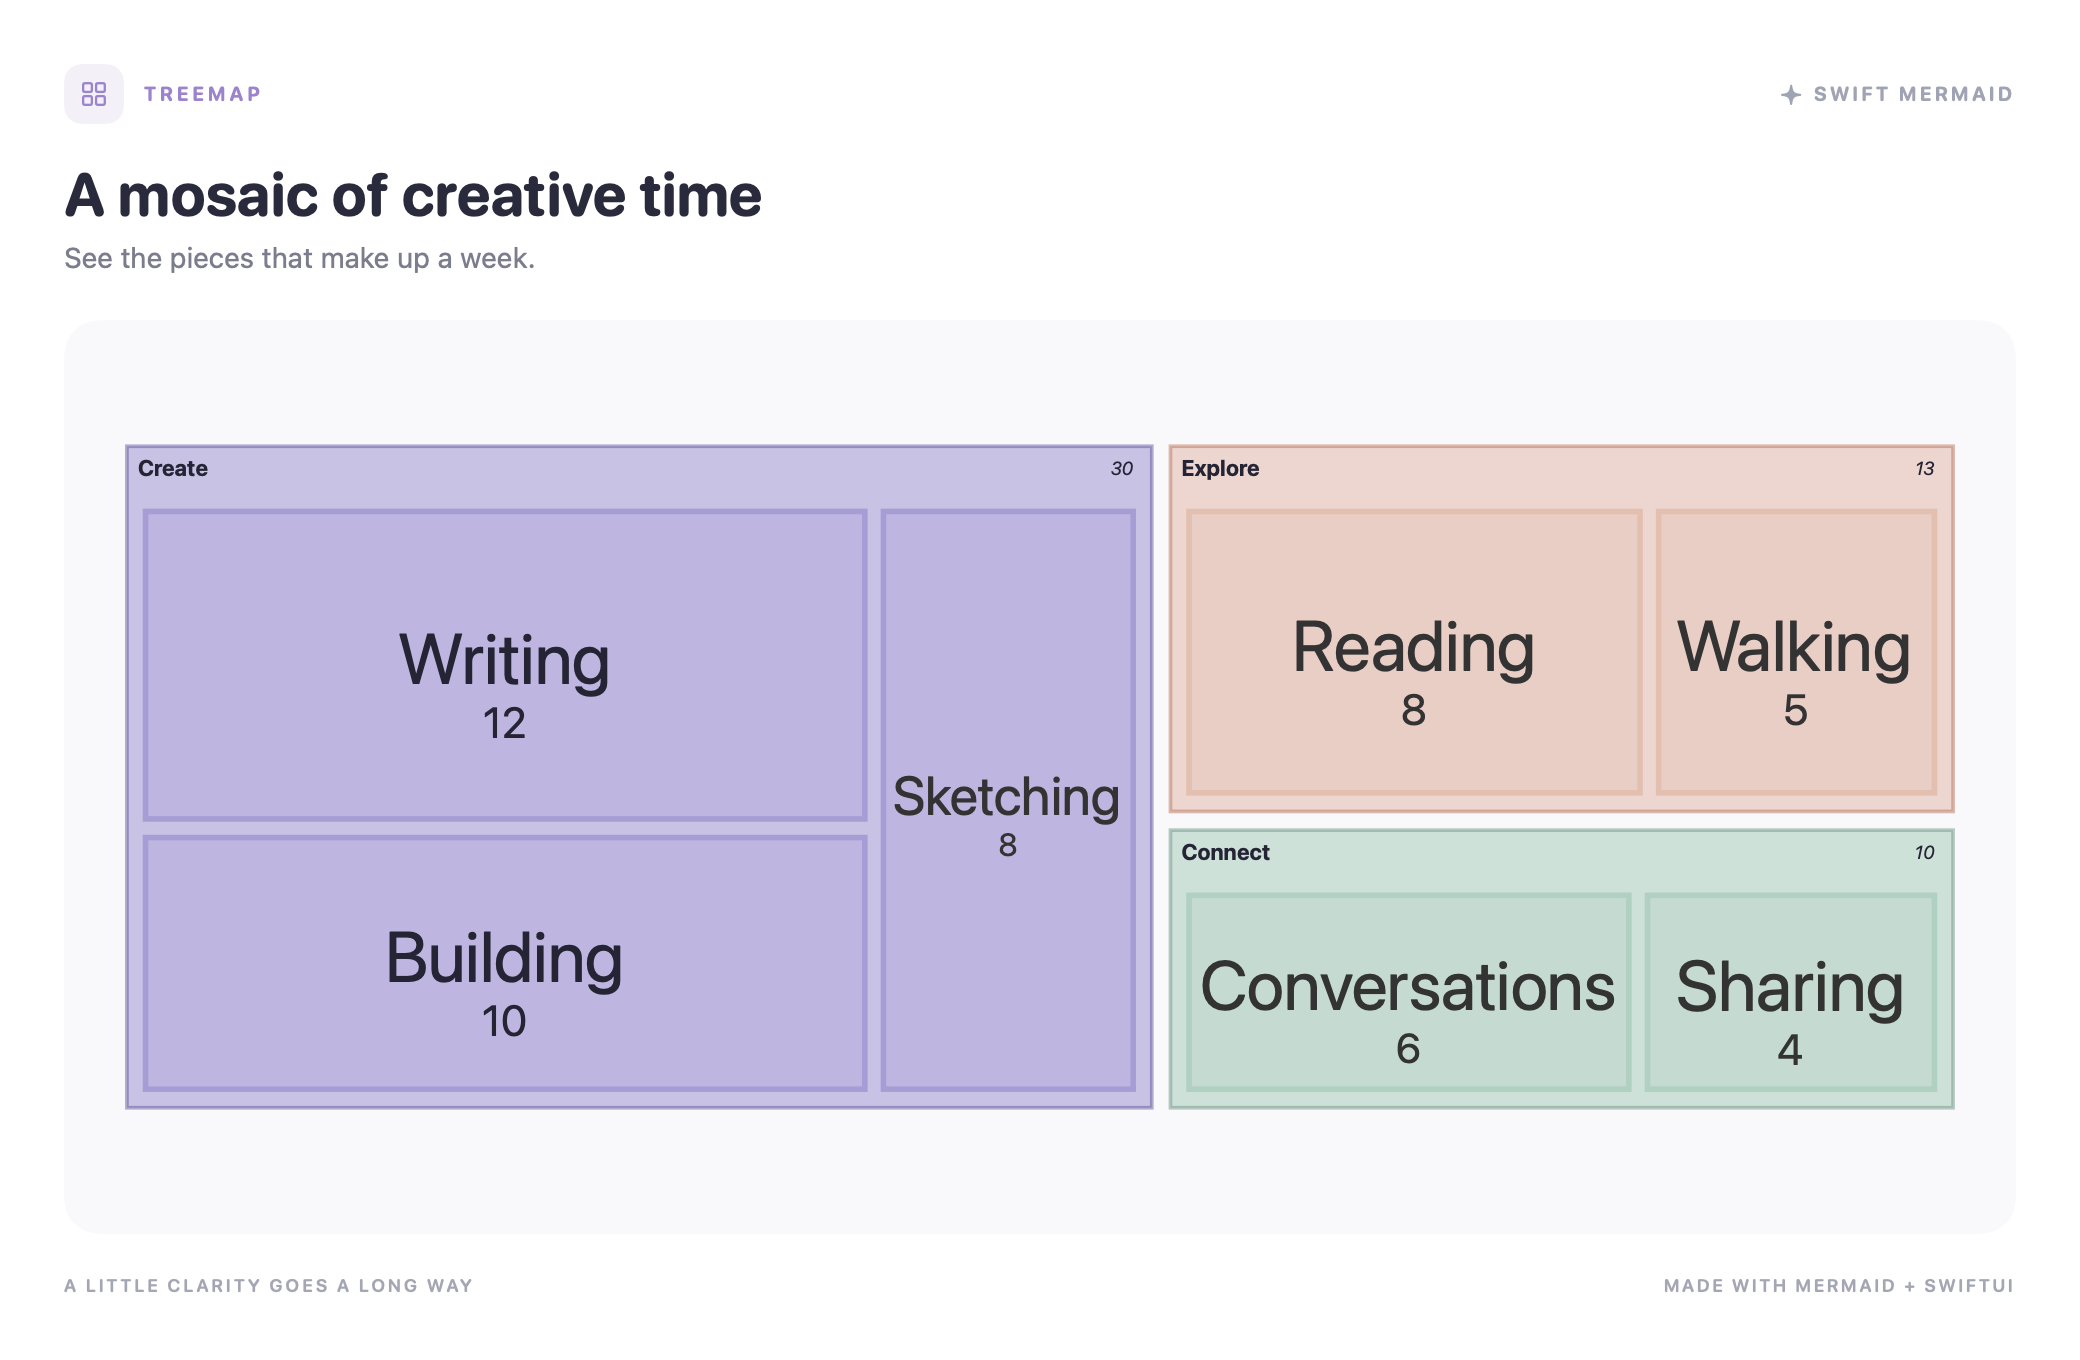 TREEMAP
SWIFT MERMAID
A mosaic of creative time
See the pieces that make up a week.
Create
30
Writing
12
Building
10
Sketching
8
Explore
13
Reading
8
Walking
5
Connect
10
Conversations
6
Sharing
4
A LITTLE CLARITY GOES A LONG WAY
MADE WITH MERMAID + SWIFTUI